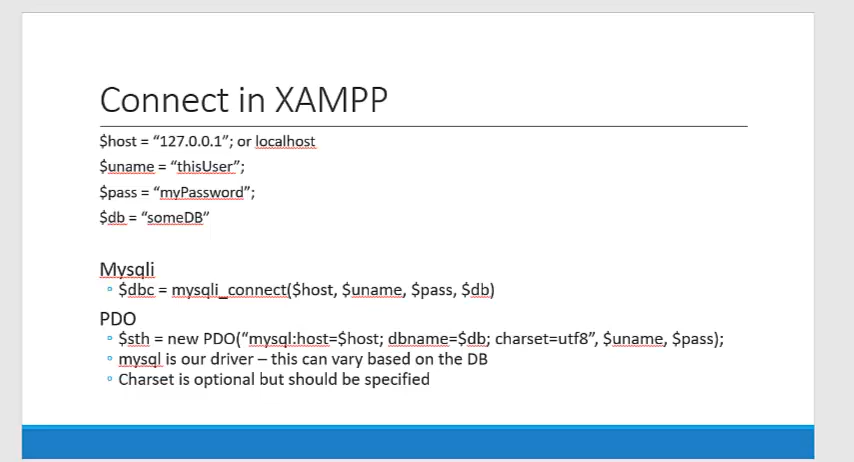 Connect in XAMPP
$host = “127.0.0.1”; or localhost
$uname = “thisUser”;
$pass = “myPassword”;
$db = “someDB”
Mysqli
◦ $dbc = mysqli_connect($host, $uname, $pass, $db)
PDO
◦ $sth = new PDO(“mysql:host=$host; dbname=$db; charset=utf8”, $uname, $pass);
◦ mysql is our driver – this can vary based on the DB
◦ Charset is optional but should be specified